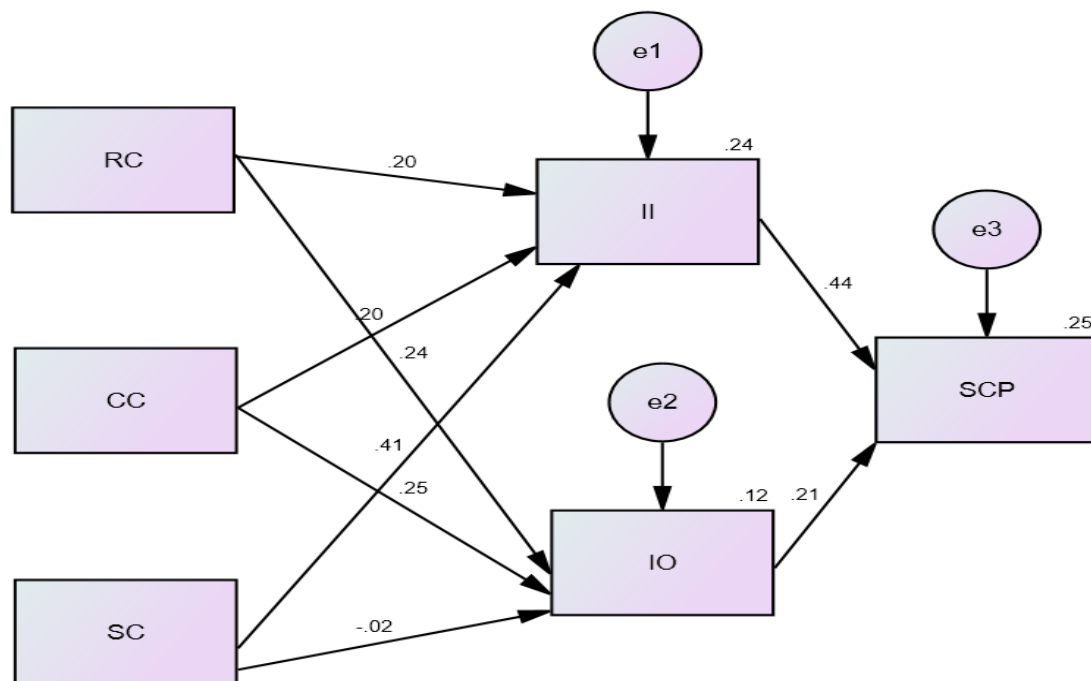 e1
RC
.20
.24
II
e3
.20
.44
.25
.24
e2
CC
SCP
.41
.25
.12
.21
IO
SC
-.02